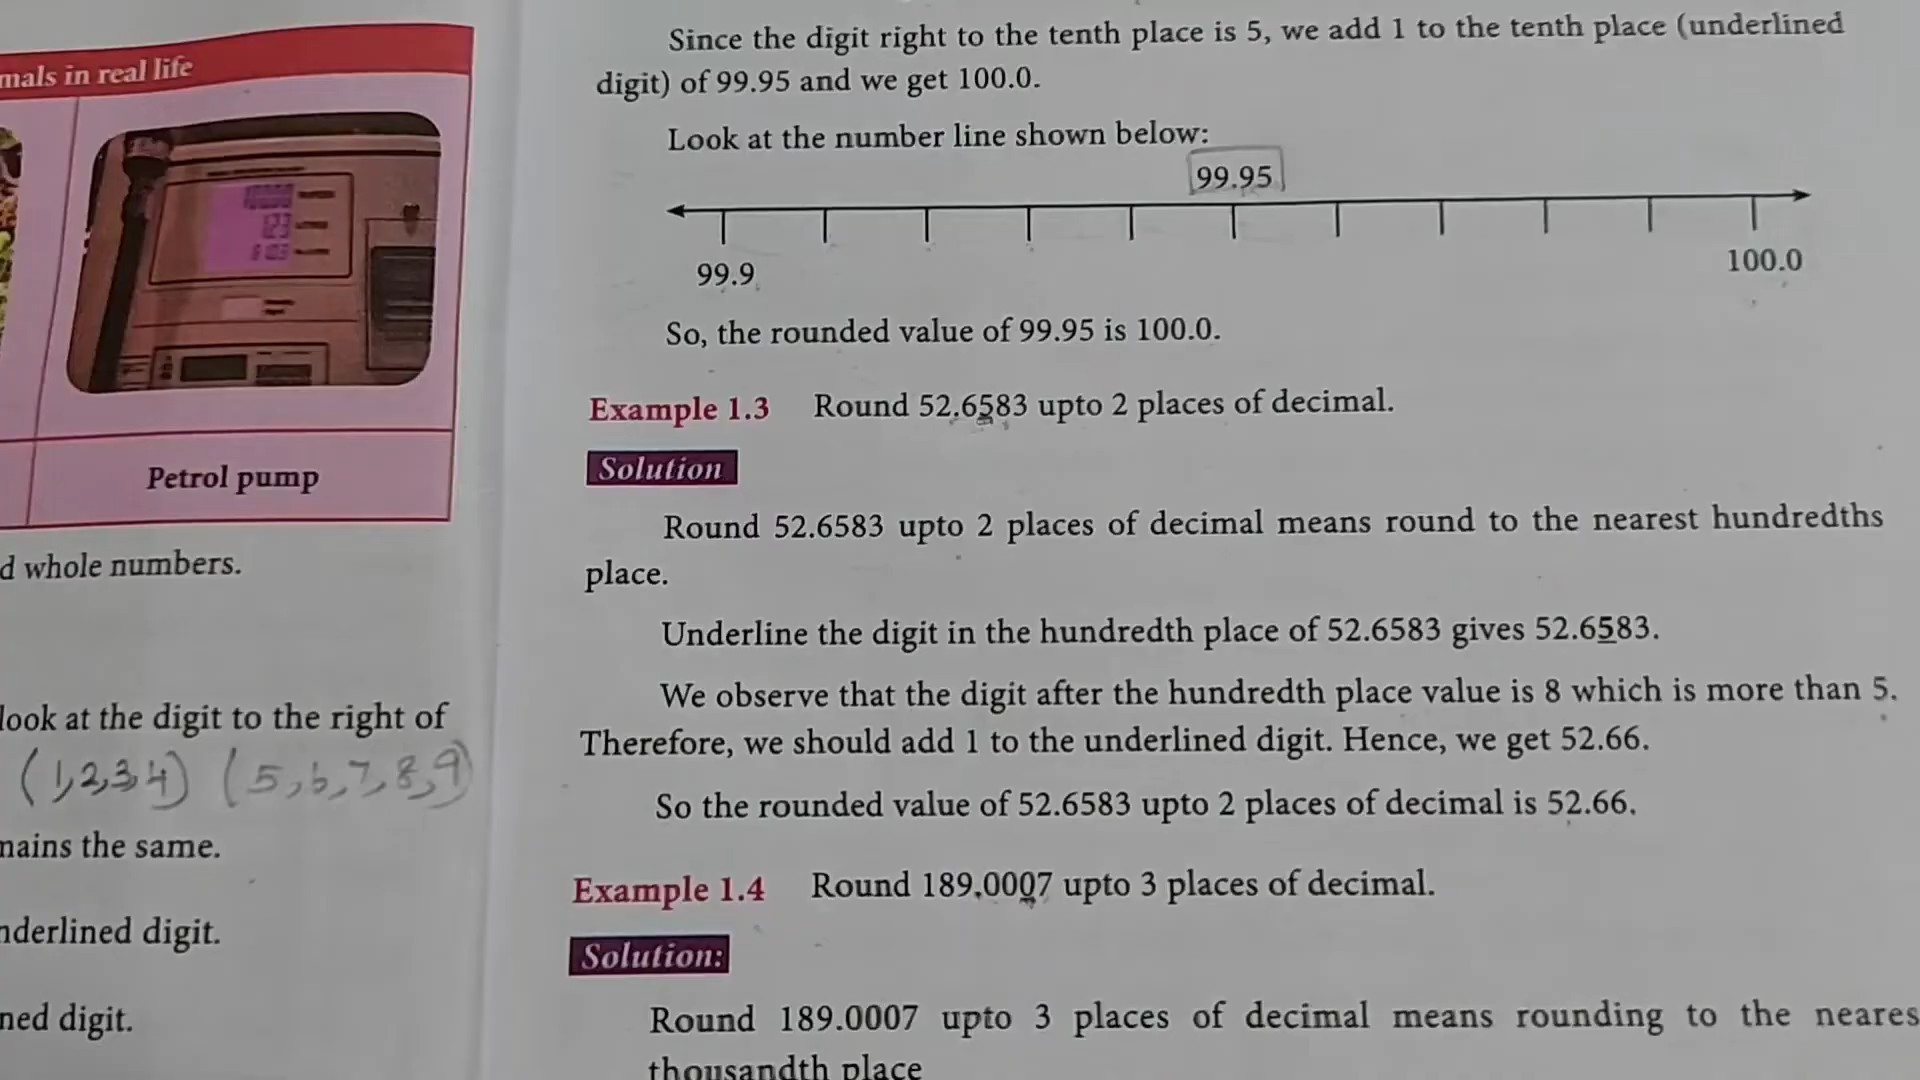 mals in real life
Petrol pump
d whole numbers.
look at the digit to the right of
(1,2,3,4) (5,6,7,8,9)
mains the same.
nderlined digit.
ned digit.
Since the digit right to the tenth place is 5, we add 1 to the tenth place (underlined
digit) of 99.95 and we get 100.0.
Look at the number line shown below:
99.95
99.9
100.0
So, the rounded value of 99.95 is 100.0.
Example 1.3 Round 52.6583 upto 2 places of decimal.
Solution
Round 52.6583 upto 2 places of decimal means round to the nearest hundredths
place.
Underline the digit in the hundredth place of 52.6583 gives 52.6583.
We observe that the digit after the hundredth place value is 8 which is more than 5.
Therefore, we should add 1 to the underlined digit. Hence, we get 52.66.
So the rounded value of 52.6583 upto 2 places of decimal is 52.66.
Example 1.4 Round 189.0007 upto 3 places of decimal.
Solution:
Round 189.0007 upto 3 places of decimal means rounding to the neares
thousandth place